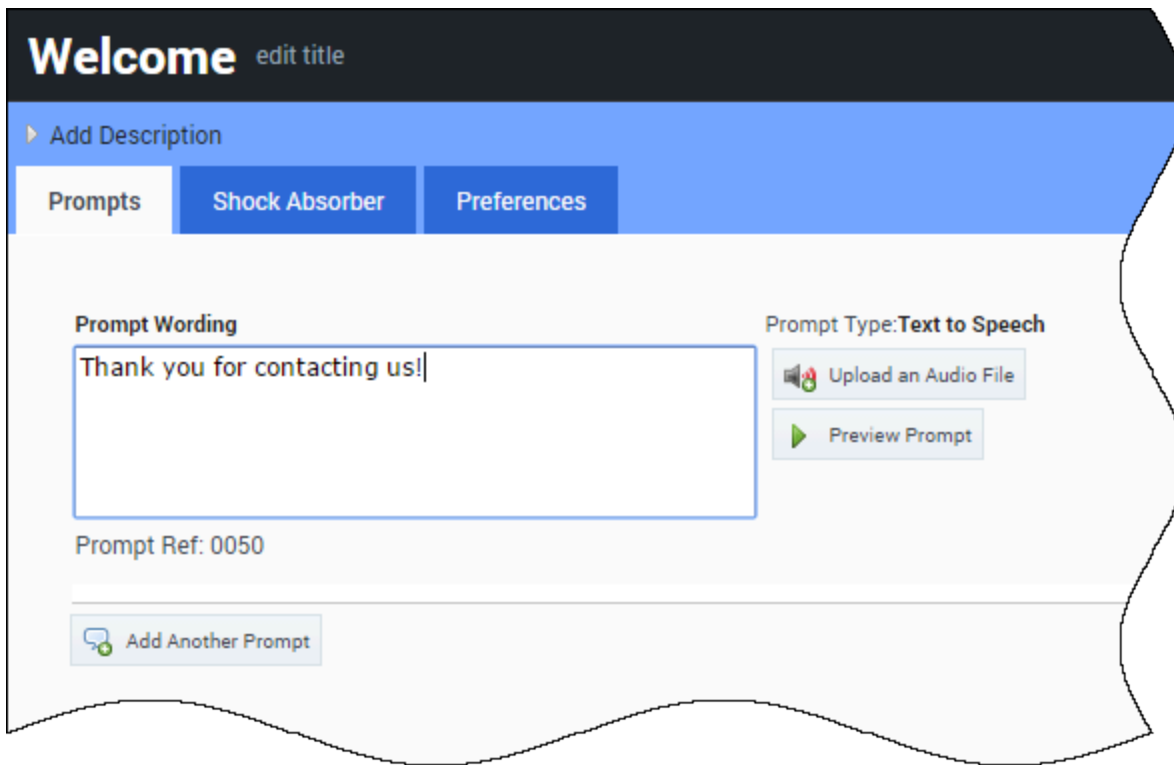 Welcome edit title
Add Description
Prompts Shock Absorber Preferences
Prompt Wording Prompt Type:Text to Speech
Thank you for contacting us!
Upload an Audio File
Preview Prompt
Prompt Ref: 0050
Add Another Prompt